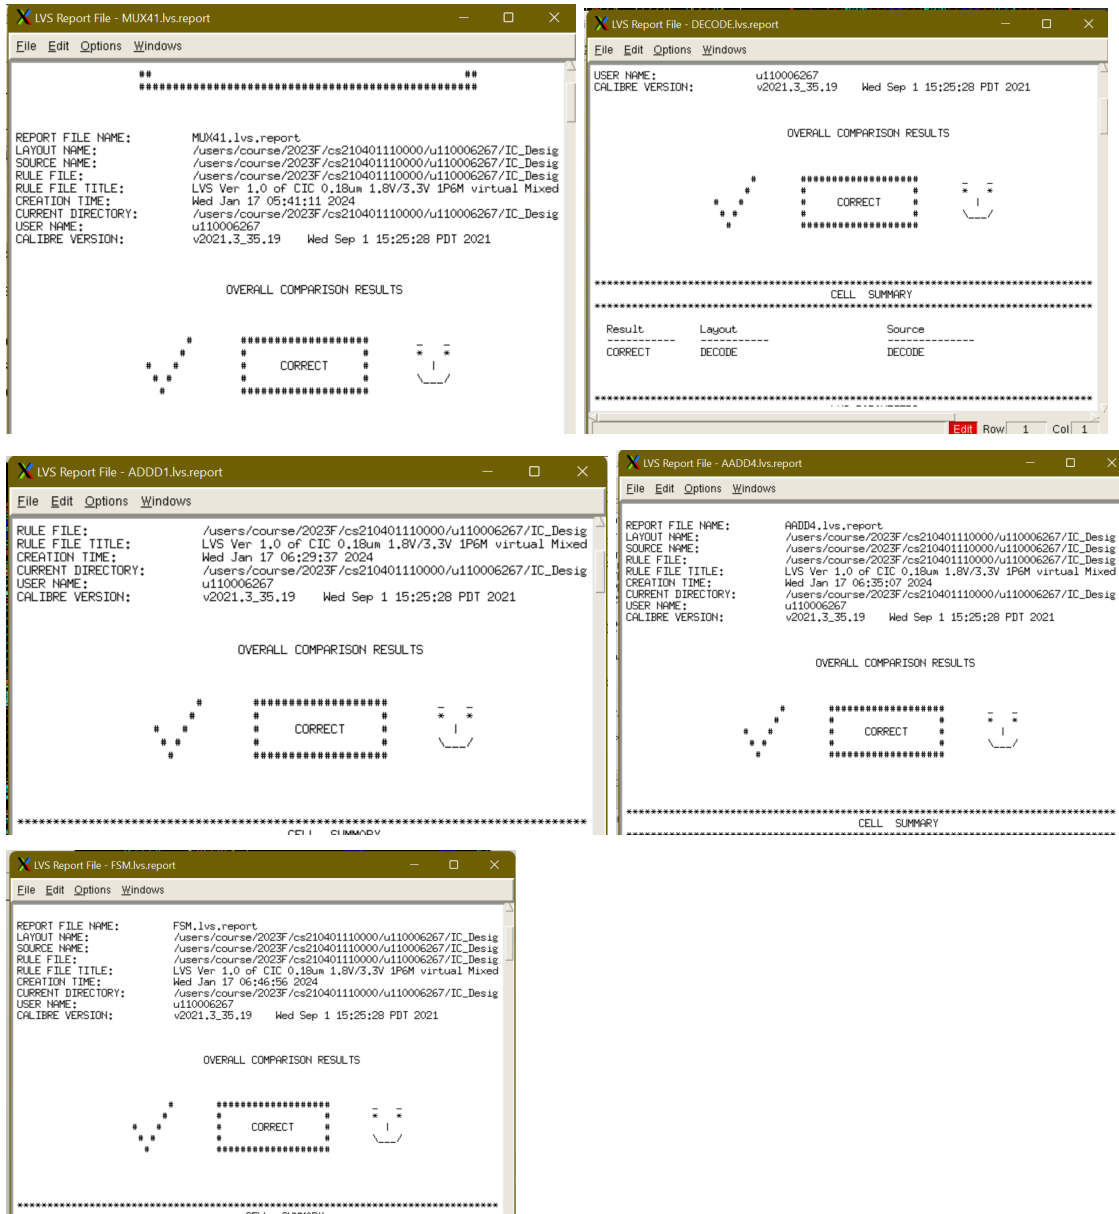 LVS Report File - MUX41.lvs.report
File Edit Options Windows
## ##
##################################################
REPORT FILE NAME: MUX41.lvs.report
LAYOUT NAME: /users/course/2023F/cs210401110000/u110006267/IC_Desig
SOURCE NAME: /users/course/2023F/cs210401110000/u110006267/IC_Desig
RULE FILE: /users/course/2023F/cs210401110000/u110006267/IC_Desig
RULE FILE TITLE: LVS Ver 1.0 of CIC 0.18um 1.8V/3.3V 1P6M virtual Mixed
CREATION TIME: Wed Jan 17 05:41:11 2024
CURRENT DIRECTORY: /users/course/2023F/cs210401110000/u110006267/IC_Desig
USER NAME: u110006267
CALIBRE VERSION: v2021.3_35.19 Wed Sep 1 15:25:28 PDT 2021
OVERALL COMPARISON RESULTS
# ################### _ _
# # # * *
# # # CORRECT # |
# # # # \___/
# ###################
LVS Report File - DECODE.lvs.report
File Edit Options Windows
USER NAME: u110006267
CALIBRE VERSION: v2021.3_35.19 Wed Sep 1 15:25:28 PDT 2021
OVERALL COMPARISON RESULTS
# ################### _ _
# # # * *
# # # CORRECT # |
# # # # \___/
# ###################
CELL SUMMARY
Result Layout Source
----------- ----------- --------------
CORRECT DECODE DECODE
Edit Row 1 Col 1
LVS Report File - ADDD1.lvs.report
File Edit Options Windows
RULE FILE: /users/course/2023F/cs210401110000/u110006267/IC_Desig
RULE FILE TITLE: LVS Ver 1.0 of CIC 0.18um 1.8V/3.3V 1P6M virtual Mixed
CREATION TIME: Wed Jan 17 06:29:37 2024
CURRENT DIRECTORY: /users/course/2023F/cs210401110000/u110006267/IC_Desig
USER NAME: u110006267
CALIBRE VERSION: v2021.3_35.19 Wed Sep 1 15:25:28 PDT 2021
OVERALL COMPARISON RESULTS
# ################### _ _
# # # * *
# # # CORRECT # |
# # # # \___/
# ###################
CELL SUMMARY
LVS Report File - AADD4.lvs.report
File Edit Options Windows
REPORT FILE NAME: AADD4.lvs.report
LAYOUT NAME: /users/course/2023F/cs210401110000/u110006267/IC_Desig
SOURCE NAME: /users/course/2023F/cs210401110000/u110006267/IC_Desig
RULE FILE: /users/course/2023F/cs210401110000/u110006267/IC_Desig
RULE FILE TITLE: LVS Ver 1.0 of CIC 0.18um 1.8V/3.3V 1P6M virtual Mixed
CREATION TIME: Wed Jan 17 06:35:07 2024
CURRENT DIRECTORY: /users/course/2023F/cs210401110000/u110006267/IC_Desig
USER NAME: u110006267
CALIBRE VERSION: v2021.3_35.19 Wed Sep 1 15:25:28 PDT 2021
OVERALL COMPARISON RESULTS
# ################### _ _
# # # * *
# # # CORRECT # |
# # # # \___/
# ###################
CELL SUMMARY
LVS Report File - FSM.lvs.report
File Edit Options Windows
REPORT FILE NAME: FSM.lvs.report
LAYOUT NAME: /users/course/2023F/cs210401110000/u110006267/IC_Desig
SOURCE NAME: /users/course/2023F/cs210401110000/u110006267/IC_Desig
RULE FILE: /users/course/2023F/cs210401110000/u110006267/IC_Desig
RULE FILE TITLE: LVS Ver 1.0 of CIC 0.18um 1.8V/3.3V 1P6M virtual Mixed
CREATION TIME: Wed Jan 17 06:46:56 2024
CURRENT DIRECTORY: /users/course/2023F/cs210401110000/u110006267/IC_Desig
USER NAME: u110006267
CALIBRE VERSION: v2021.3_35.19 Wed Sep 1 15:25:28 PDT 2021
OVERALL COMPARISON RESULTS
# ################### _ _
# # # * *
# # # CORRECT # |
# # # # \___/
# ###################
CELL SUMMARY